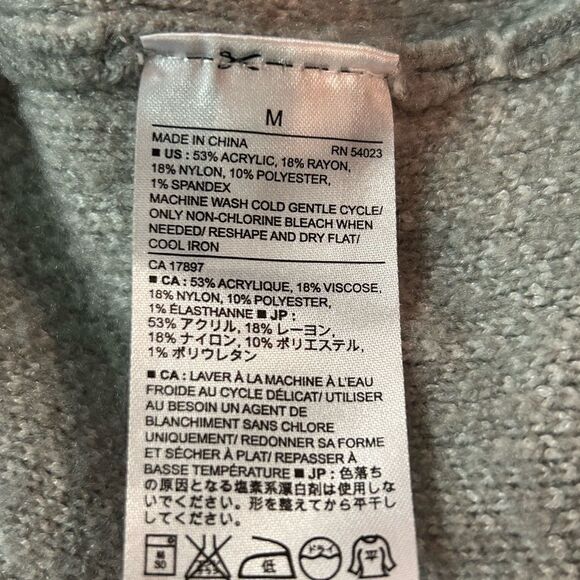 M
MADE IN CHINA RN 54023
■ US : 53% ACRYLIC, 18% RAYON,
18% NYLON, 10% POLYESTER,
1% SPANDEX
MACHINE WASH COLD GENTLE CYCLE/
ONLY NON-CHLORINE BLEACH WHEN
NEEDED/ RESHAPE AND DRY FLAT/
COOL IRON
CA 17897
■ CA : 53% ACRYLIQUE, 18% VISCOSE,
18% NYLON, 10% POLYESTER,
1% ÉLASTHANNE ■ JP :
53% アクリル, 18% レーヨン,
18% ナイロン, 10% ポリエステル,
1% ポリウレタン
■ CA : LAVER À LA MACHINE À L'EAU
FROIDE AU CYCLE DÉLICAT/ UTILISER
AU BESOIN UN AGENT DE
BLANCHIMENT SANS CHLORE
UNIQUEMENT/ REDONNER SA FORME
ET SÉCHER À PLAT/ REPASSER À
BASSE TEMPÉRATURE ■ JP : 色落ち
の原因となる塩素系漂白剤は使用しな
いでください。形を整えてから平干し
してください。
30 低 ドライ 平